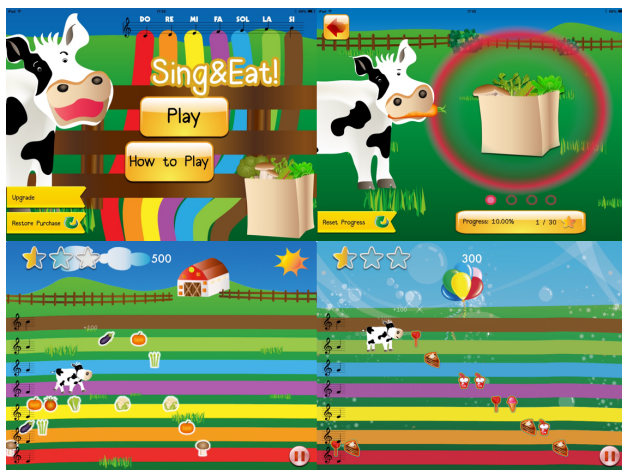 DO RE MI FA SOL LA SI
Sing&Eat!
Play
How to Play
Upgrade
Restore Purchase
Reset Progress
Progress: 10.00% 1 / 30
500
+100
300
+100